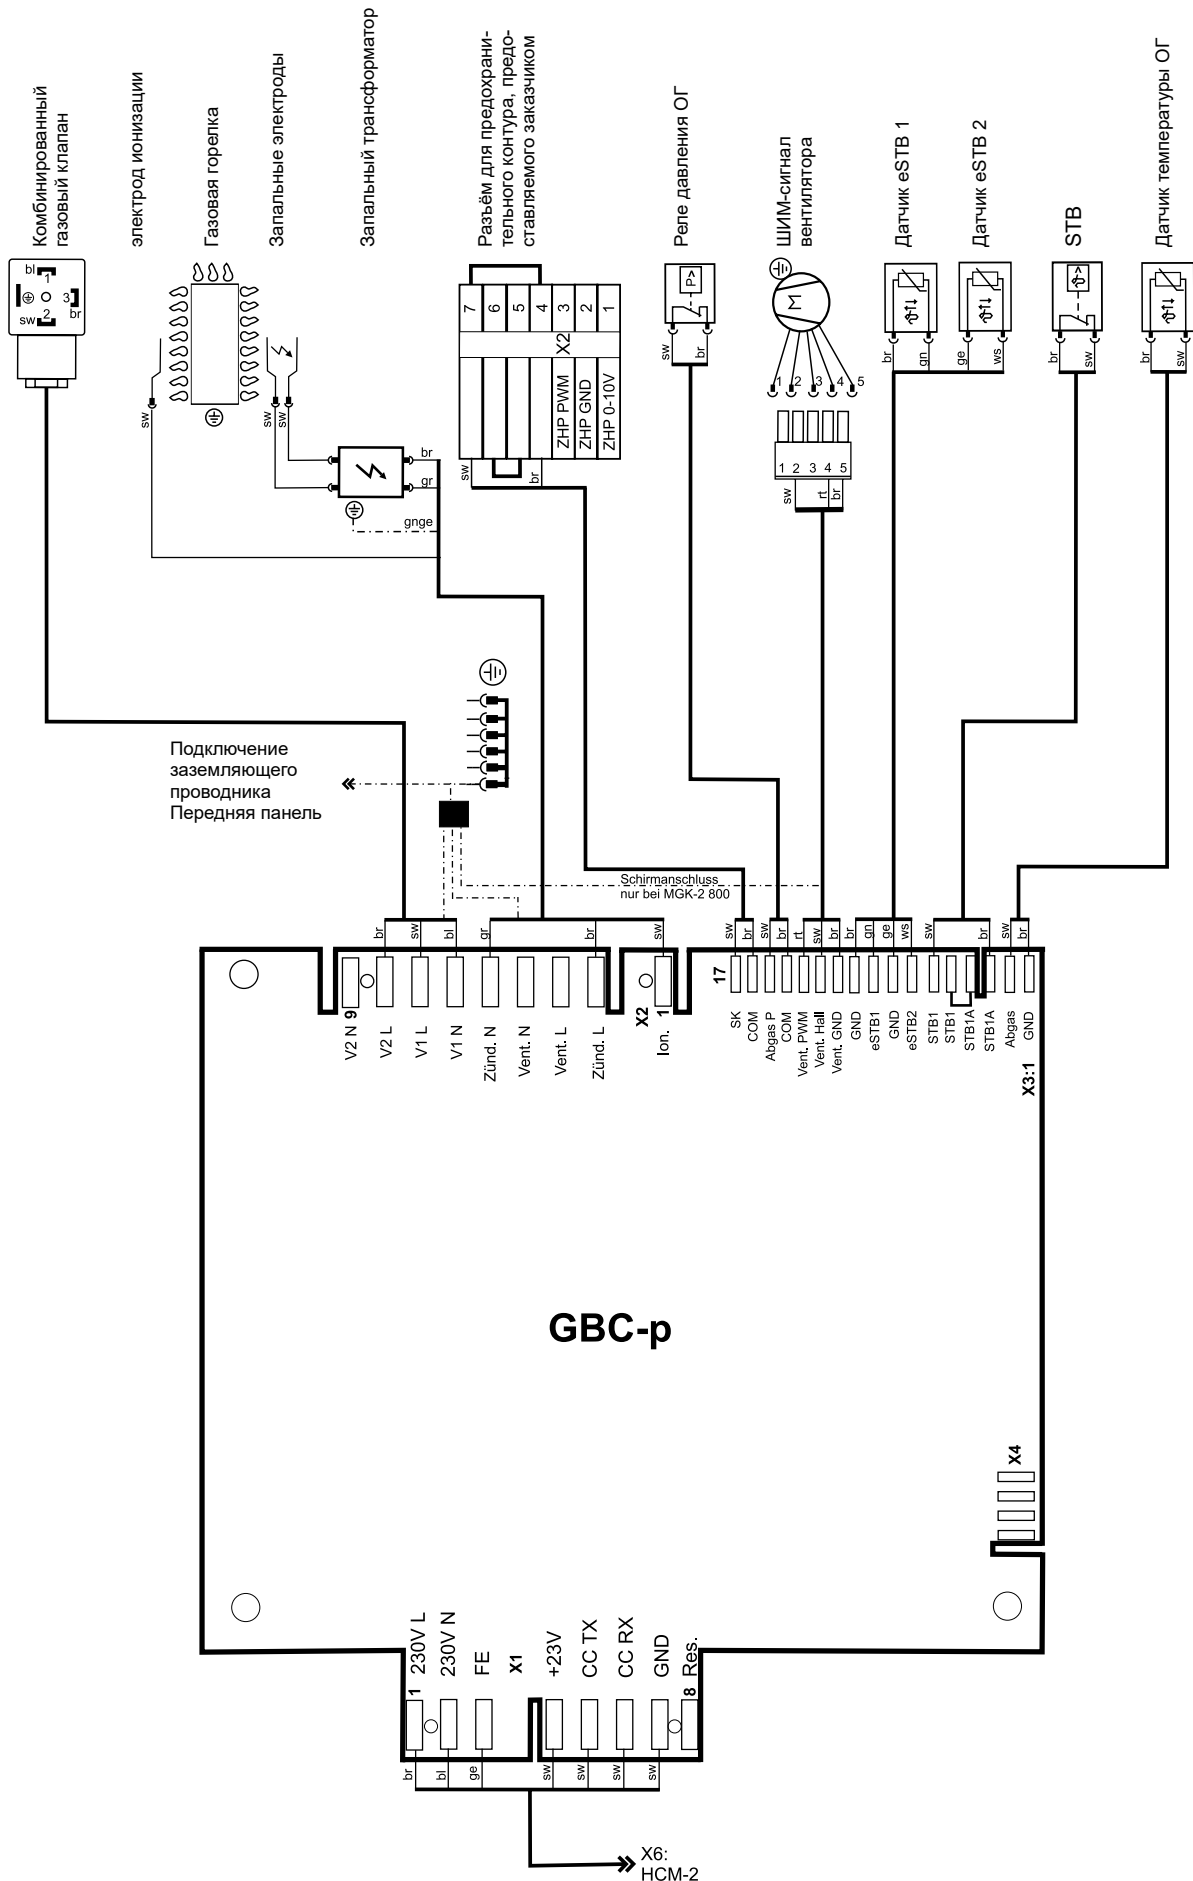 Комбинированный
газовый клапан
электрод ионизации
Газовая горелка
Запальные электроды
Запальный трансформатор
Разъём для предохрани-
тельного контура, предо-
ставляемого заказчиком
Реле давления ОГ
ШИМ-сигнал
вентилятора
Датчик eSTB 1
Датчик eSTB 2
STB
Датчик температуры ОГ
bl
1
2
3
sw
br
sw
sw
sw
br
gr
gnge
7
6
5
4
3
2
1
X2
ZHP PWM
ZHP GND
ZHP 0-10V
sw
br
P>
sw
br
Σ
1
2
3
4
5
1 2 3 4 5
sw
rt
br
br
gn
ge
ws
br
sw
br
sw
Подключение
заземляющего
проводника
Передняя панель
Schirmanschluss
nur bei MGK-2 800
br
sw
bl
gr
br
sw
sw
br
sw
br
rt
sw
br
br
gn
ge
ws
sw
br
sw
br
V2 N 9
V2 L
V1 L
V1 N
Zünd. N
Vent. N
Vent. L
Zünd. L
X2
Ion. 1
17
SK
COM
Abgas P
COM
Vent. PWM
Vent. Hall
Vent. GND
GND
eSTB1
GND
eSTB2
STB1
STB1
STB1A
STB1A
Abgas
GND
X3:1
GBC-p
X4
1 230V L
230V N
FE
X1
+23V
CC TX
CC RX
GND
8 Res.
br
bl
ge
sw
sw
sw
sw
X6:
HCM-2